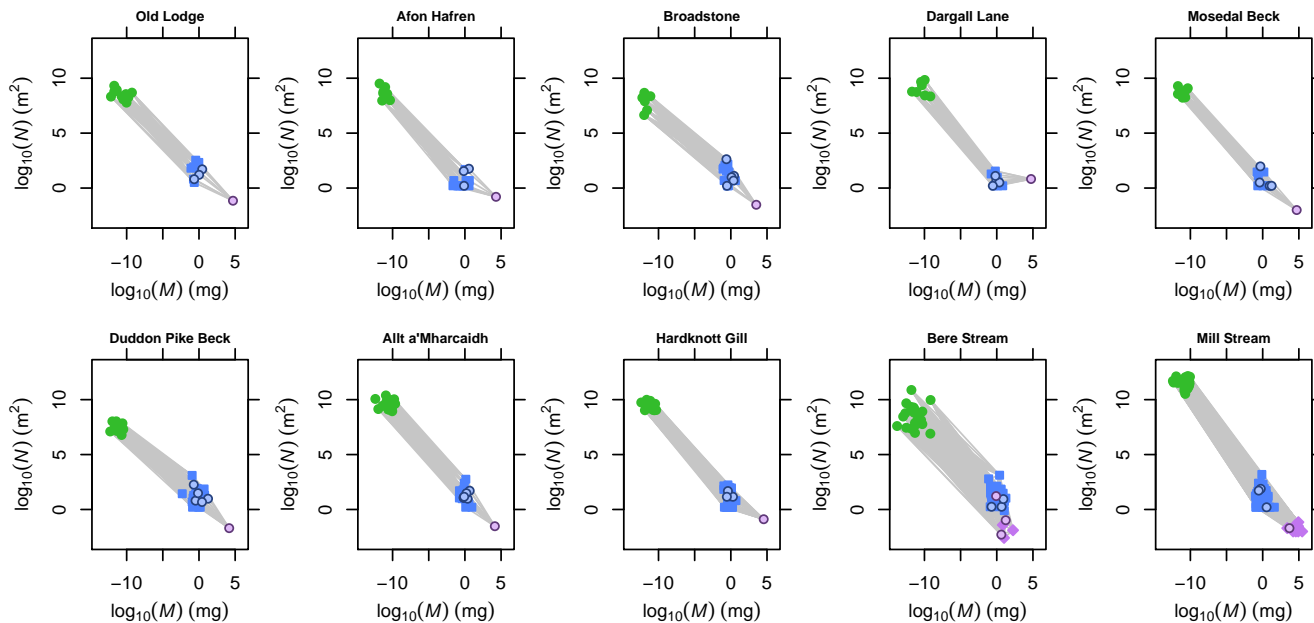 Old Lodge
Afon Hafren
Broadstone
Dargall Lane
Mosedal Beck
log10(N) (m²)
10
5
0
−10
0
5
log10(M) (mg)
log10(N) (m²)
10
5
0
−10
0
5
log10(M) (mg)
log10(N) (m²)
10
5
0
−10
0
5
log10(M) (mg)
log10(N) (m²)
10
5
0
−10
0
5
log10(M) (mg)
log10(N) (m²)
10
5
0
−10
0
5
log10(M) (mg)
Duddon Pike Beck
Allt a'Mharcaidh
Hardknott Gill
Bere Stream
Mill Stream
log10(N) (m²)
10
5
0
−10
0
5
log10(M) (mg)
log10(N) (m²)
10
5
0
−10
0
5
log10(M) (mg)
log10(N) (m²)
10
5
0
−10
0
5
log10(M) (mg)
log10(N) (m²)
10
5
0
−10
0
5
log10(M) (mg)
log10(N) (m²)
10
5
0
−10
0
5
log10(M) (mg)